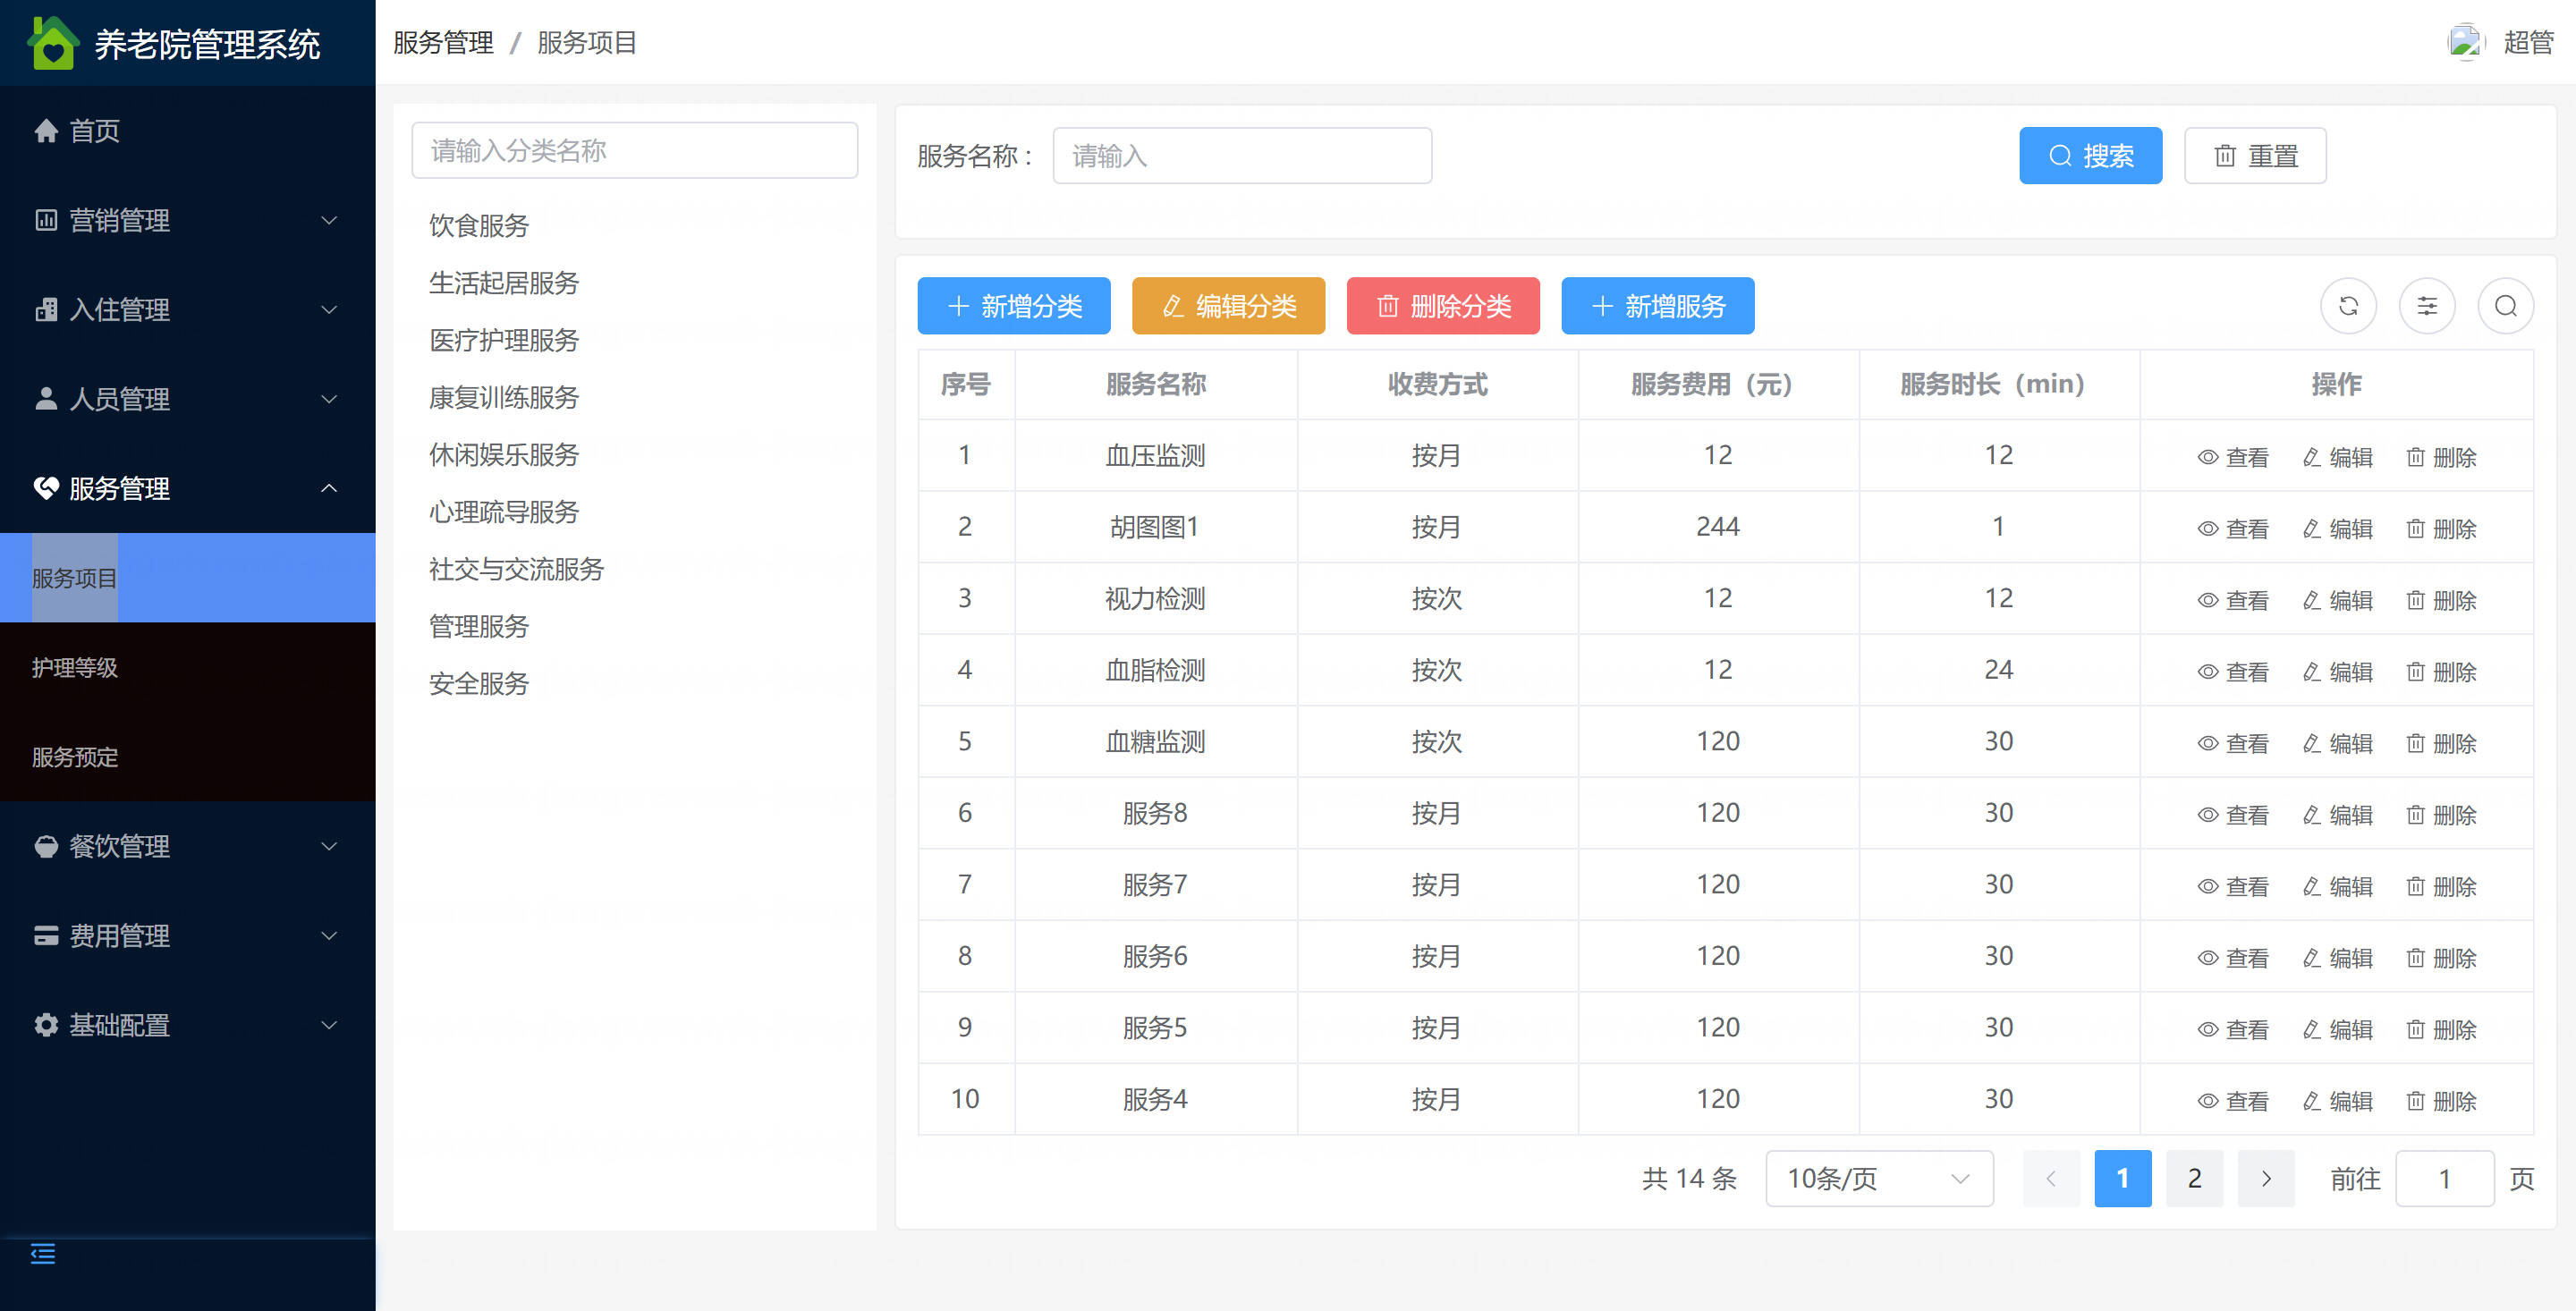 养老院管理系统
首页
营销管理
入住管理
人员管理
服务管理
服务项目
护理等级
服务预定
餐饮管理
费用管理
基础配置
服务管理 / 服务项目
超管
请输入分类名称
饮食服务
生活起居服务
医疗护理服务
康复训练服务
休闲娱乐服务
心理疏导服务
社交与交流服务
管理服务
安全服务
服务名称： 请输入 搜索 重置
新增分类 编辑分类 删除分类 新增服务
序号 服务名称 收费方式 服务费用（元） 服务时长（min） 操作
1 血压监测 按月 12 12 查看 编辑 删除
2 胡图图1 按月 244 1 查看 编辑 删除
3 视力检测 按次 12 12 查看 编辑 删除
4 血脂检测 按次 12 24 查看 编辑 删除
5 血糖监测 按次 120 30 查看 编辑 删除
6 服务8 按月 120 30 查看 编辑 删除
7 服务7 按月 120 30 查看 编辑 删除
8 服务6 按月 120 30 查看 编辑 删除
9 服务5 按月 120 30 查看 编辑 删除
10 服务4 按月 120 30 查看 编辑 删除
共 14 条 10条/页 1 2 前往 1 页